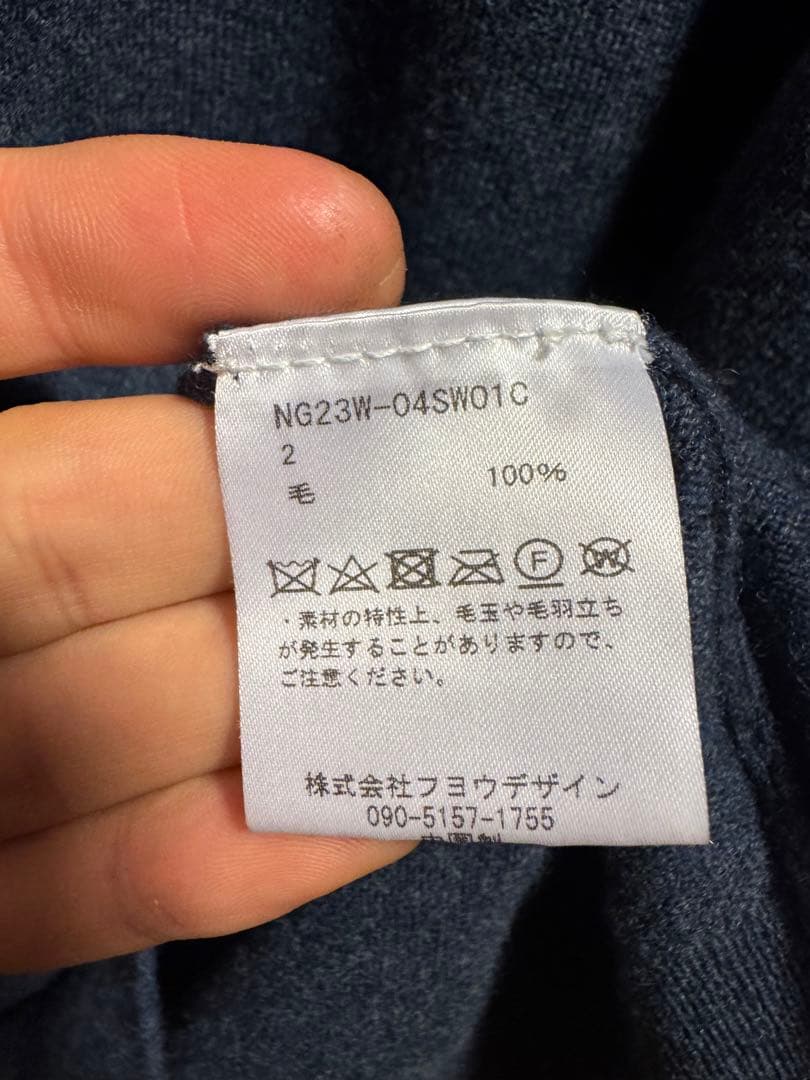 NG23W-04SW01C
2
毛 100%
F W
・素材の特性上、毛玉や毛羽立ち
が発生することがありますので、
ご注意ください。
株式会社フヨウデザイン
090-5157-1755